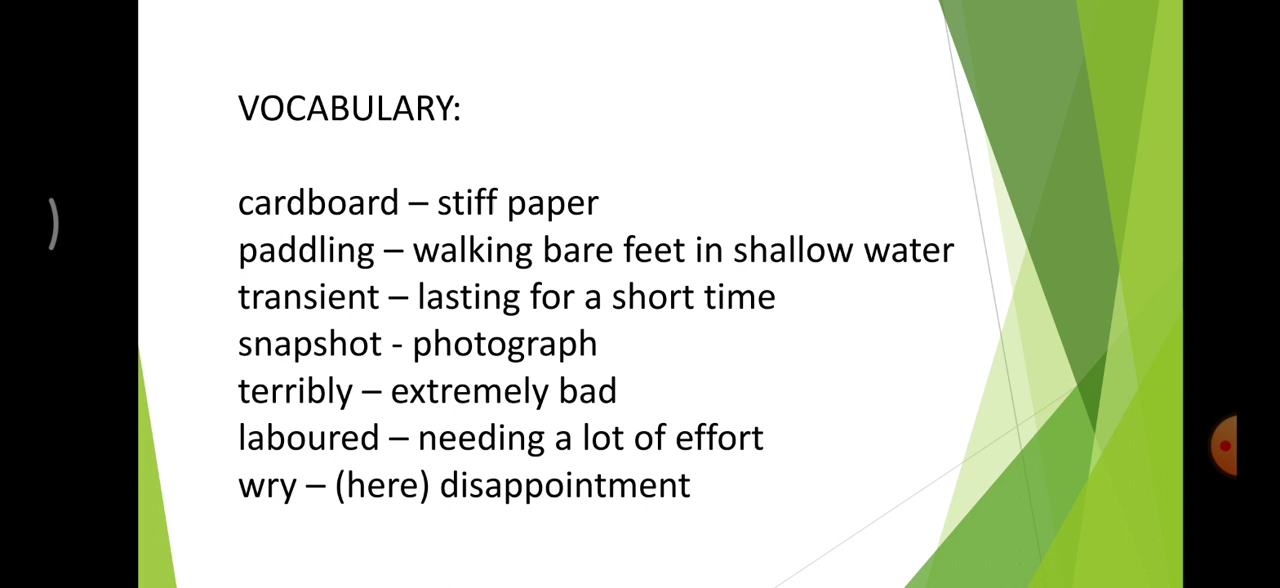 VOCABULARY:
cardboard – stiff paper
paddling – walking bare feet in shallow water
transient – lasting for a short time
snapshot - photograph
terribly – extremely bad
laboured – needing a lot of effort
wry – (here) disappointment